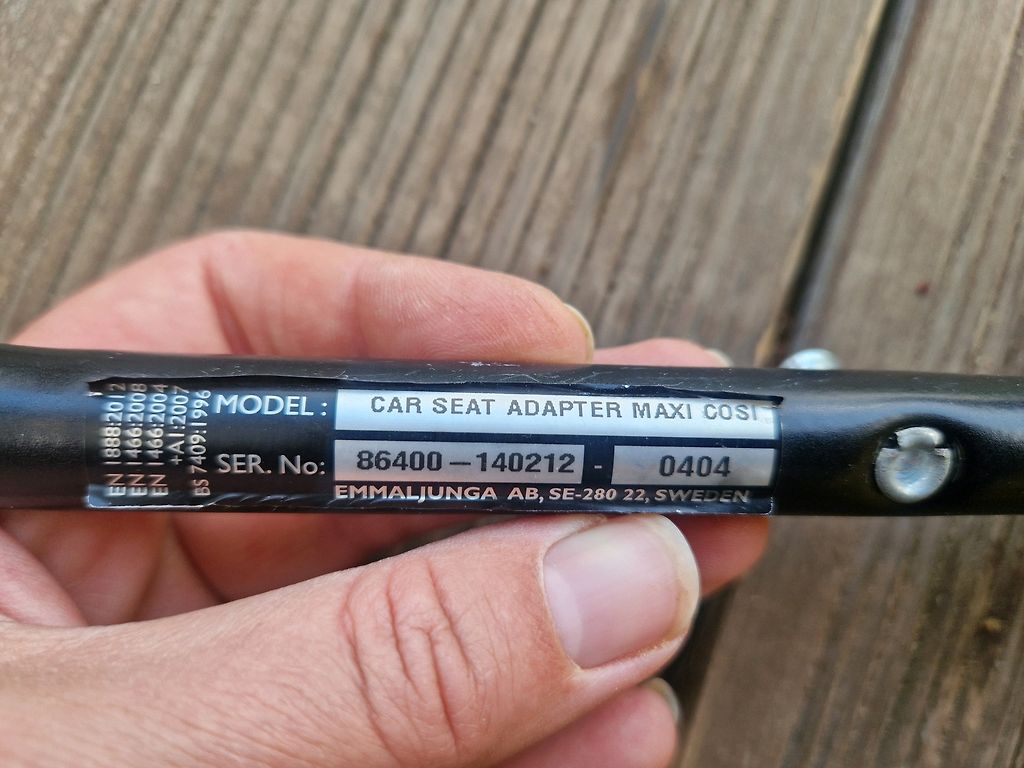 EN 1888:2012
EN 1466:2008
EN 1466:2004
+A1:2007
BS 7409:1996
MODEL: CAR SEAT ADAPTER MAXI COSI
SER. No: 86400-140212 - 0404
EMMALJUNGA AB, SE-280 22, SWEDEN